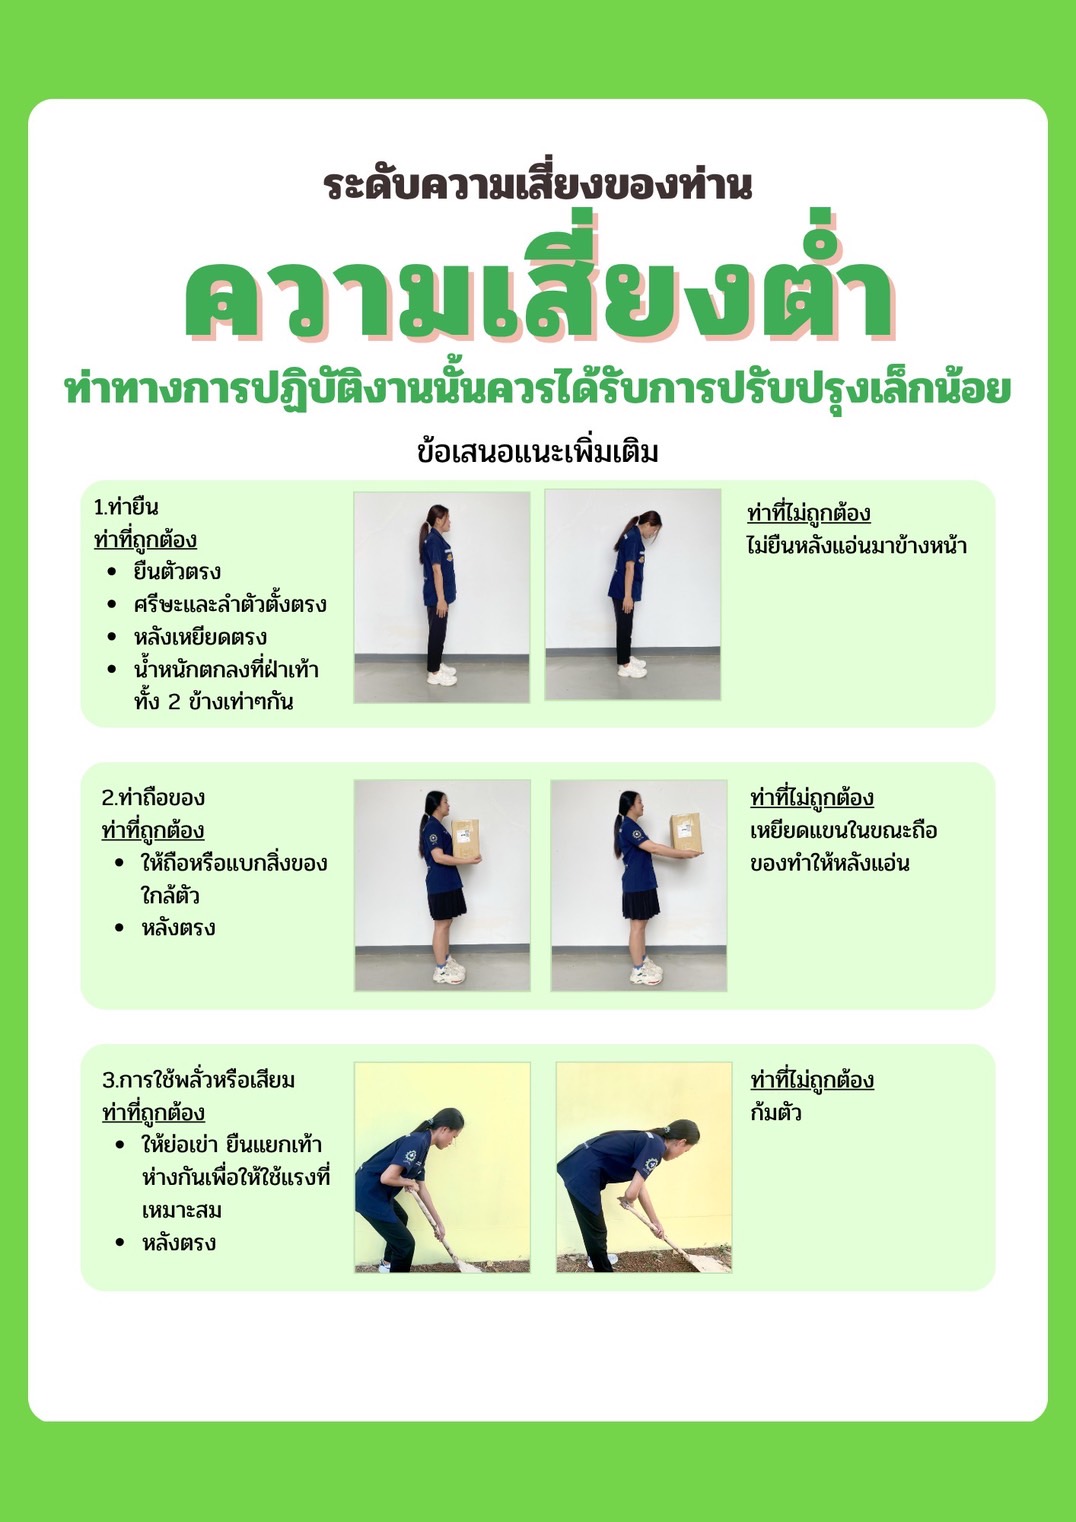 ระดับความเสี่ยงของท่าน
ความเสี่ยงต่ำ
ท่าทางการปฏิบัติงานนั้นควรได้รับการปรับปรุงเล็กน้อย
ข้อเสนอแนะเพิ่มเติม
1.ท่ายืน
ท่าที่ถูกต้อง
• ยืนตัวตรง
• ศรีษะและลำตัวตั้งตรง
• หลังเหยียดตรง
• น้ำหนักตกลงที่ฝ่าเท้า
ทั้ง 2 ข้างเท่าๆกัน
ท่าที่ไม่ถูกต้อง
ไม่ยืนหลังแอ่นมาข้างหน้า
2.ท่าถือของ
ท่าที่ถูกต้อง
• ให้ถือหรือแบกสิ่งของ
ใกล้ตัว
• หลังตรง
ท่าที่ไม่ถูกต้อง
เหยียดแขนในขณะถือ
ของทำให้หลังแอ่น
3.การใช้พลั่วหรือเสียม
ท่าที่ถูกต้อง
• ให้ย่อเข่า ยืนแยกเท้า
ห่างกันเพื่อให้ใช้แรงที่
เหมาะสม
• หลังตรง
ท่าที่ไม่ถูกต้อง
ก้มตัว